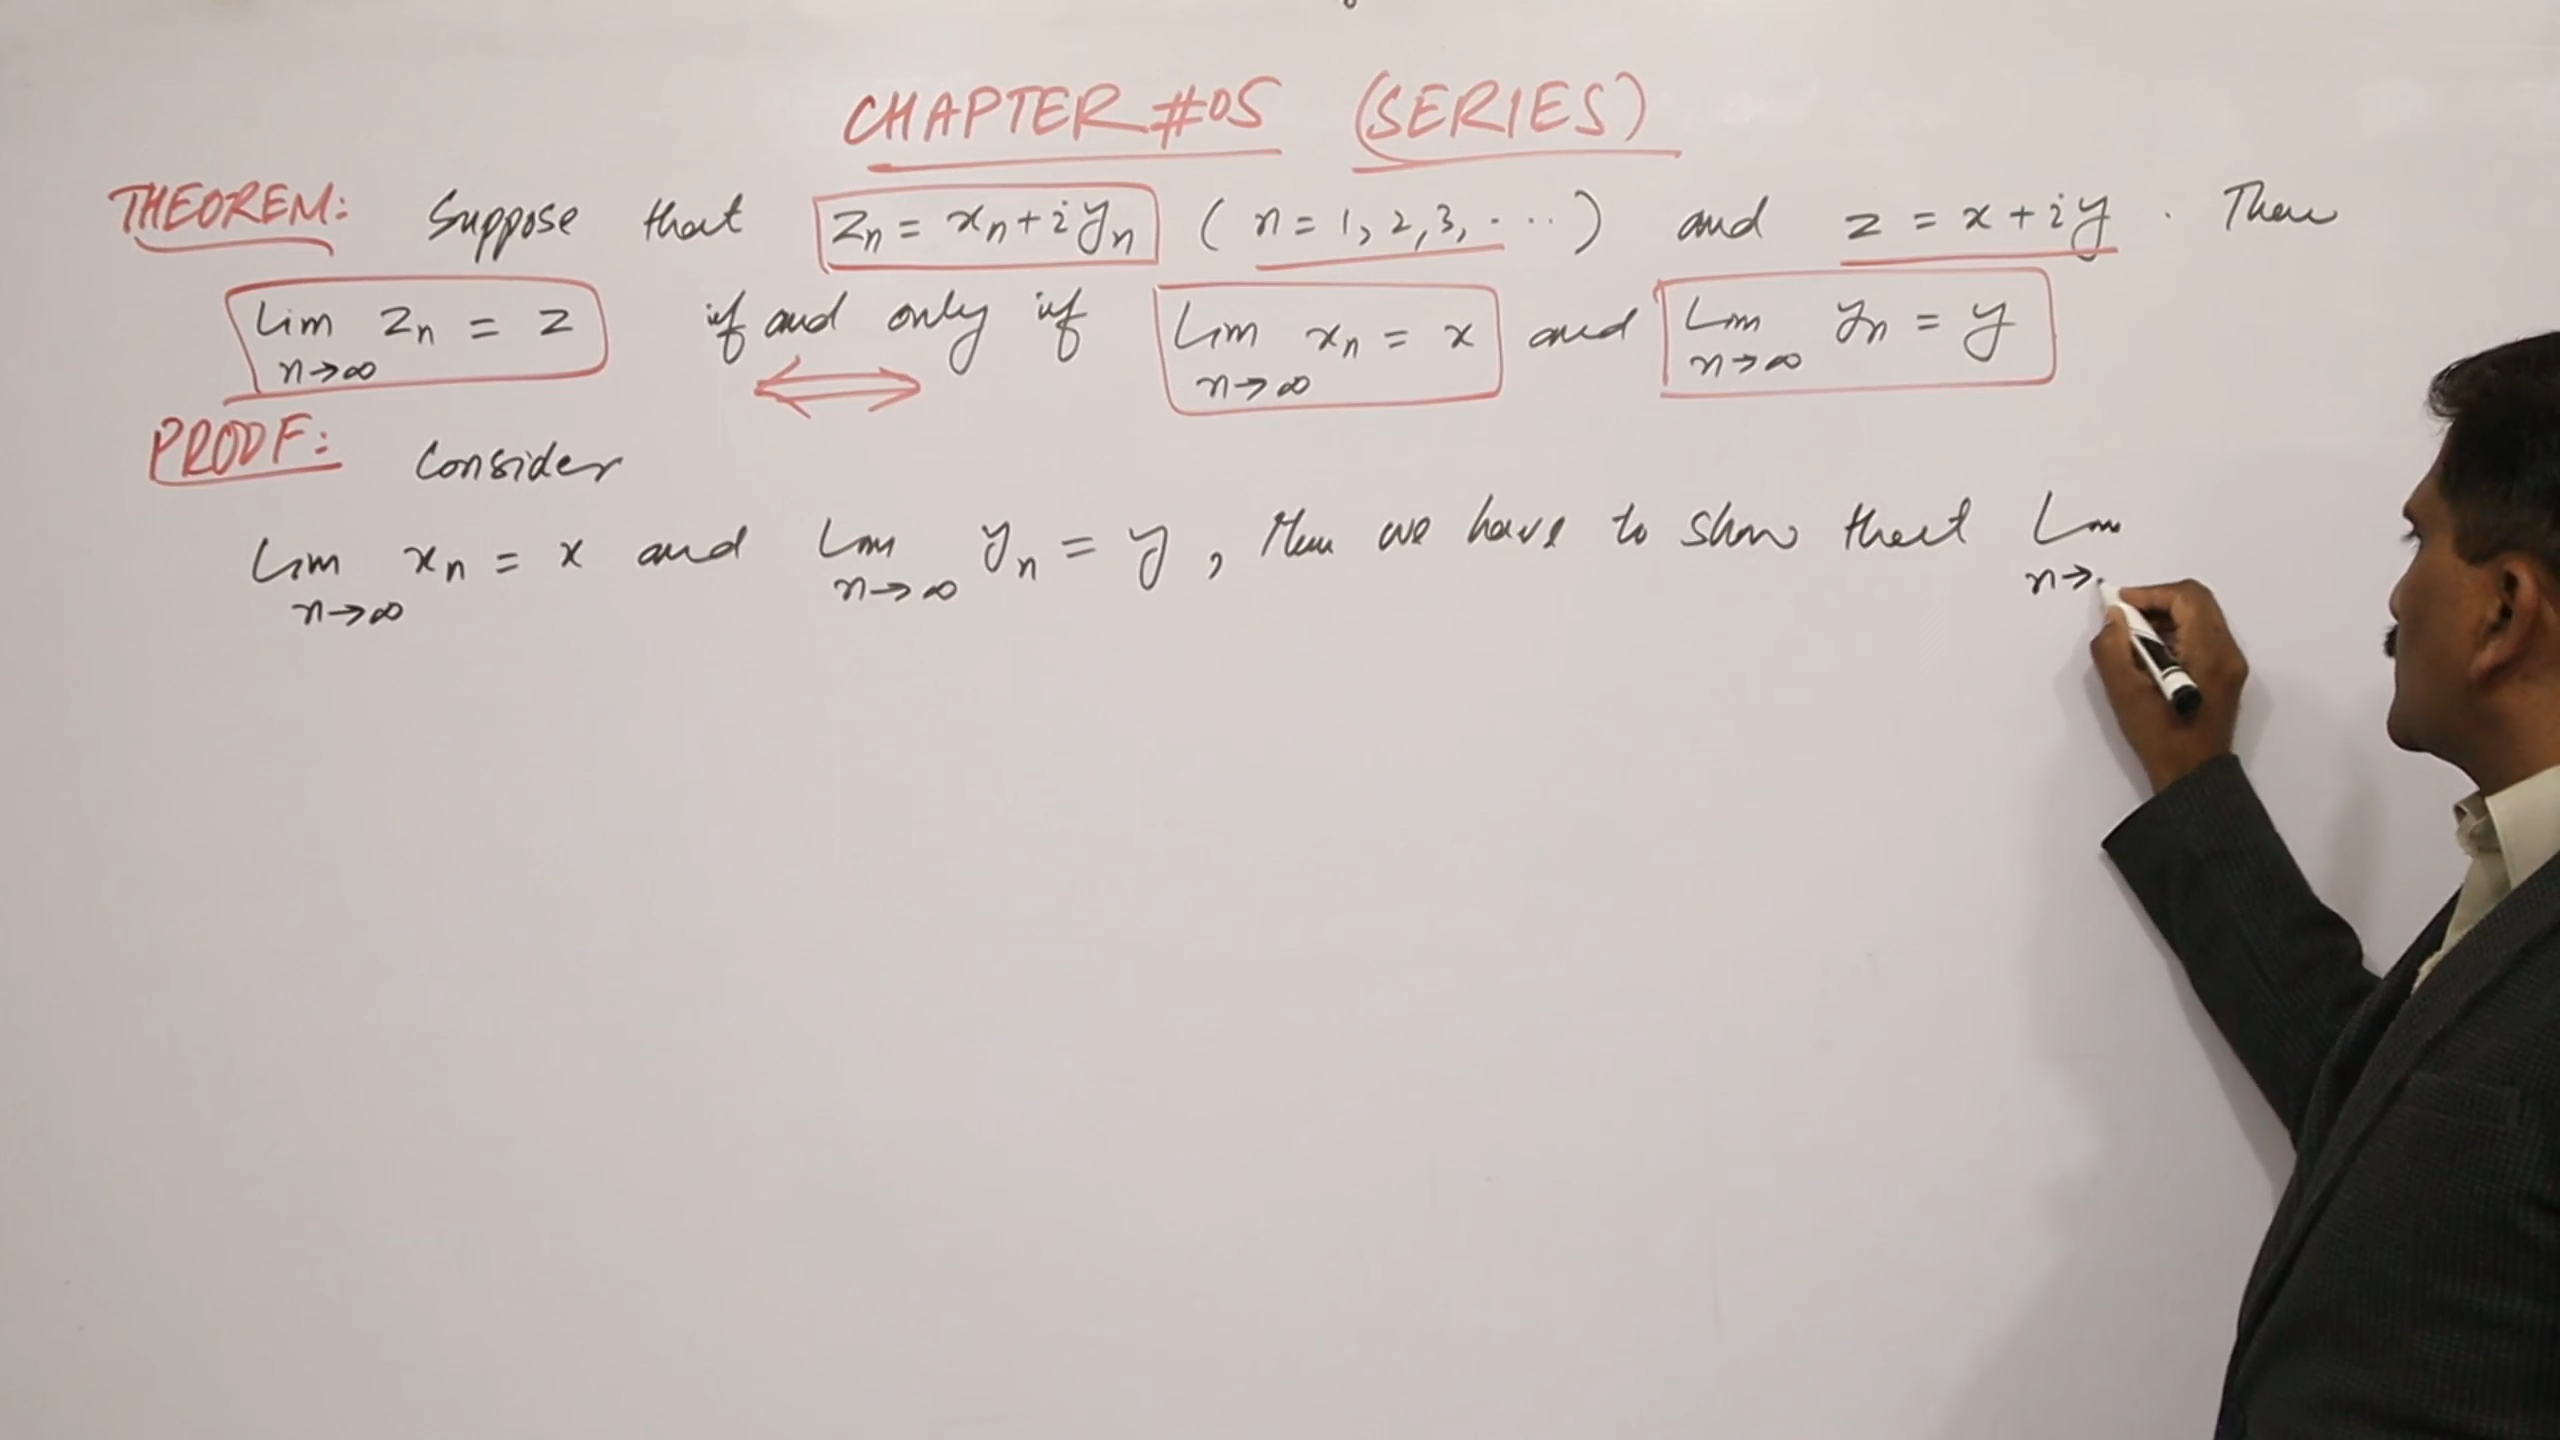 CHAPTER #05 (SERIES)
THEOREM: Suppose that zₙ = xₙ + i yₙ ( n = 1, 2, 3, . . . ) and z = x + i y . Then
Lim n→∞ zₙ = z if and only if Lim n→∞ xₙ = x and Lim n→∞ yₙ = y
PROOF: Consider
Lim n→∞ xₙ = x and Lim n→∞ yₙ = y , then we have to show that Lim n→